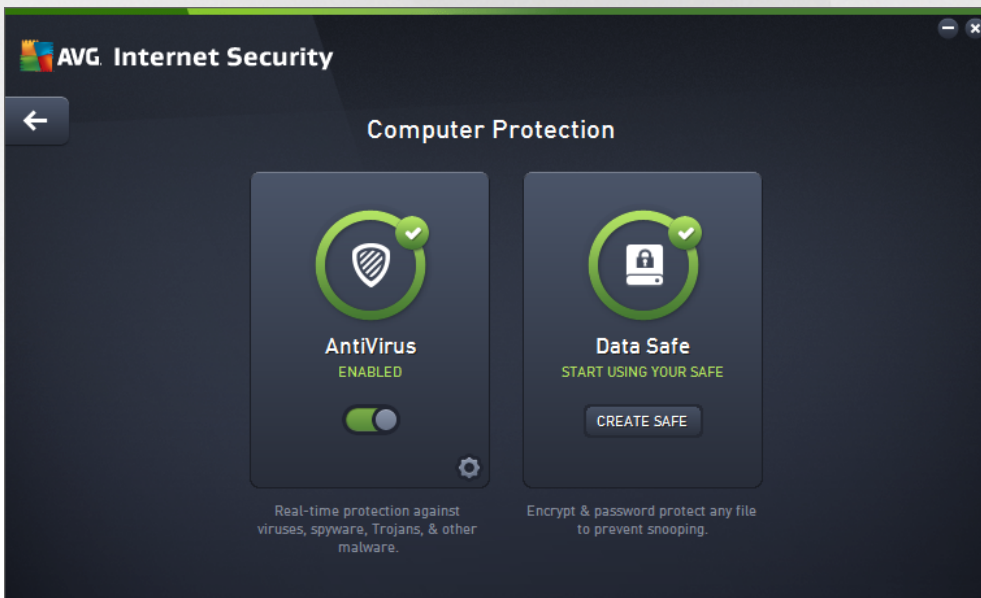 AVG Internet Security
Computer Protection
AntiVirus
ENABLED
Real-time protection against
viruses, spyware, Trojans, & other
malware.
Data Safe
START USING YOUR SAFE
CREATE SAFE
Encrypt & password protect any file
to prevent snooping.